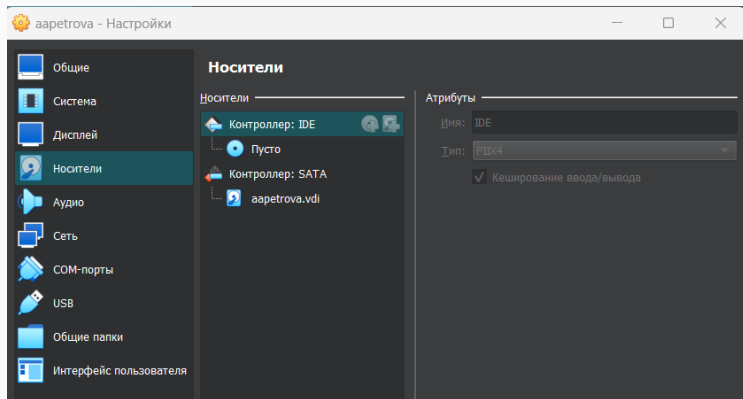 aapetrova - Настройки
Общие
Система
Дисплей
Носители
Аудио
Сеть
COM-порты
USB
Общие папки
Интерфейс пользователя
Носители
Носители
Контроллер: IDE
Пусто
Контроллер: SATA
aapetrova.vdi
Атрибуты
Имя: IDE
Тип: PIIX4
Кеширование ввода/вывода